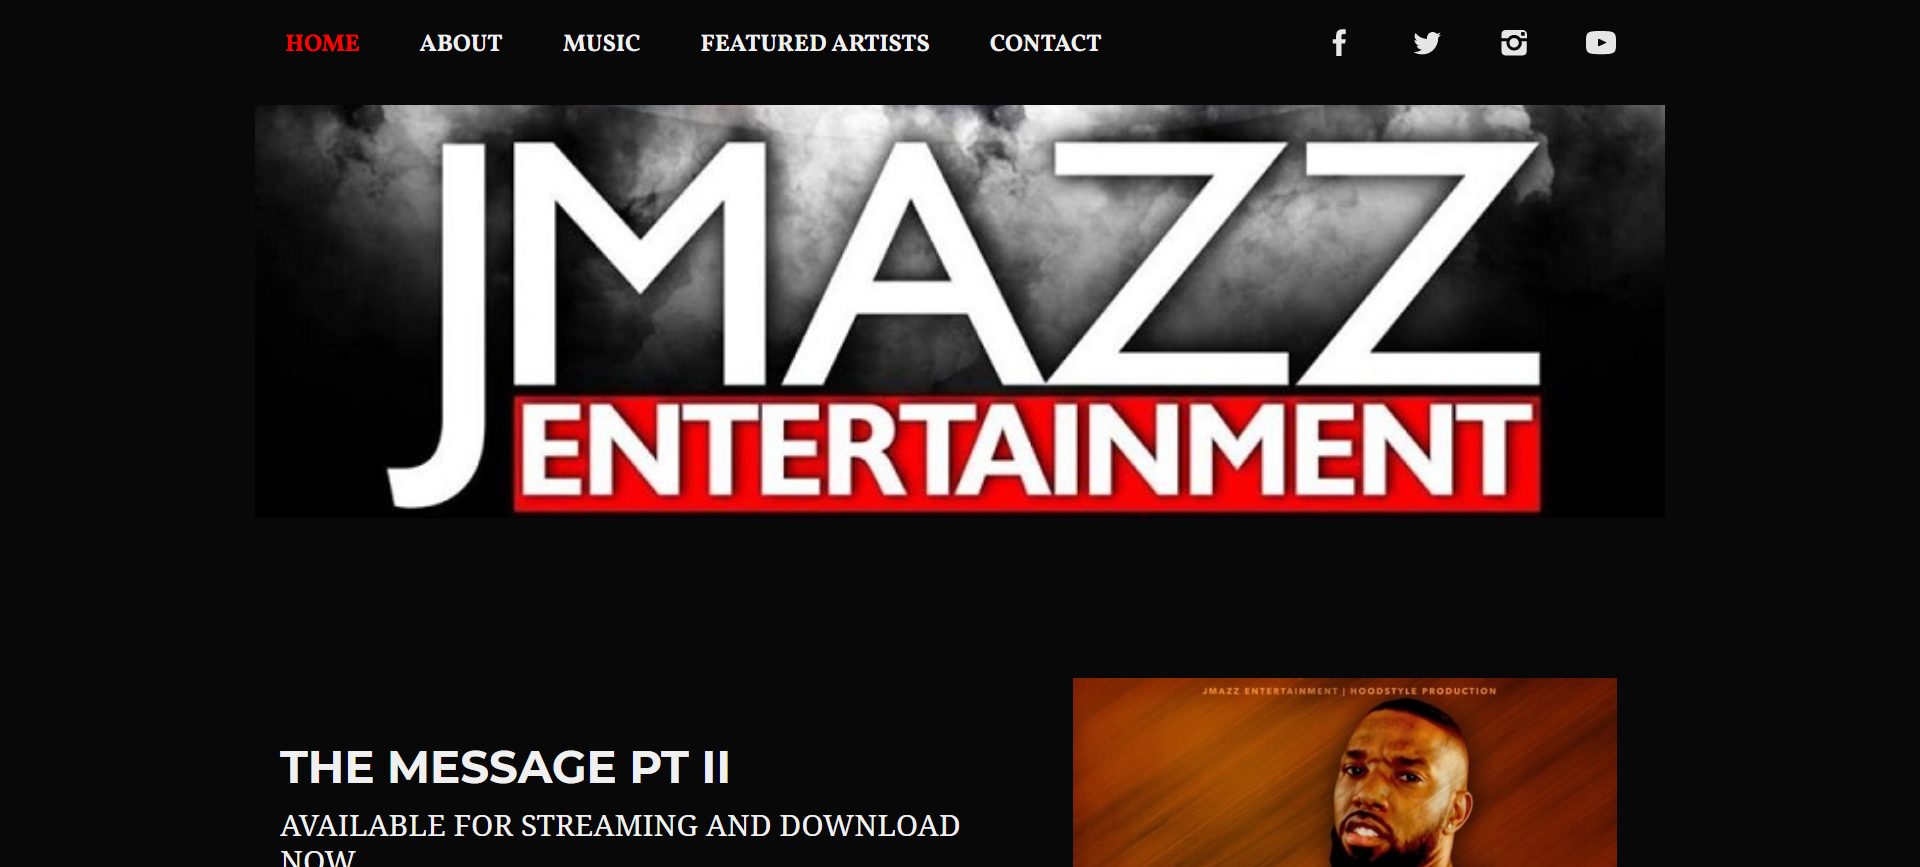 HOME ABOUT MUSIC FEATURED ARTISTS CONTACT
JMAZZ
ENTERTAINMENT
JMAZZ ENTERTAINMENT | HOODSTYLE PRODUCTION
THE MESSAGE PT II
AVAILABLE FOR STREAMING AND DOWNLOAD
NOW